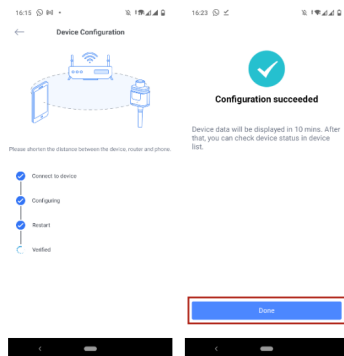 16:15
Device Configuration
Please shorten the distance between the device, router and phone.
Connect to device
Configuring
Restart
Verified
16:23
Configuration succeeded
Device data will be displayed in 10 mins. After
that, you can check device status in device
list.
Done